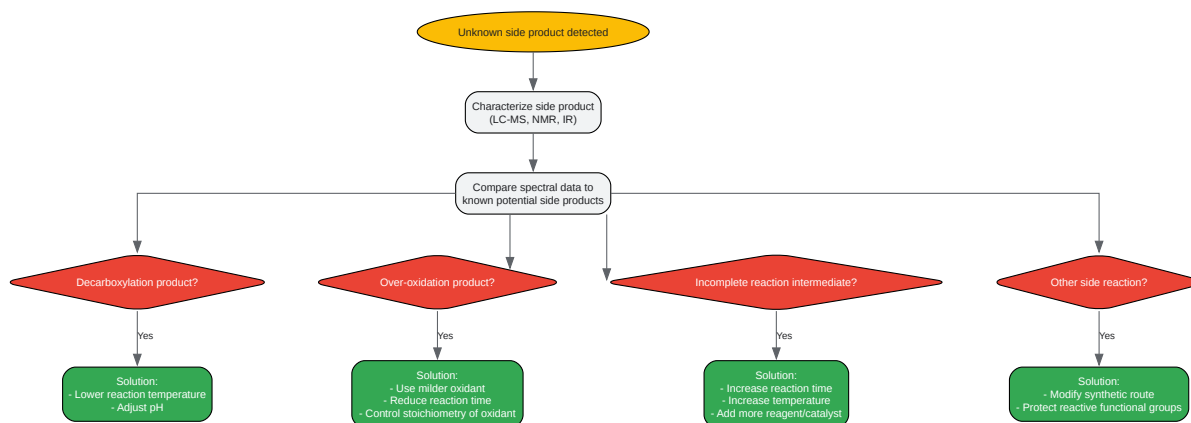 Unknown side product detected
Characterize side product
(LC-MS, NMR, IR)
Compare spectral data to
known potential side products
Decarboxylation product?
Over-oxidation product?
Incomplete reaction intermediate?
Other side reaction?
Yes
Yes
Yes
Yes
Solution:
- Lower reaction temperature
- Adjust pH
Solution:
- Use milder oxidant
- Reduce reaction time
- Control stoichiometry of oxidant
Solution:
- Increase reaction time
- Increase temperature
- Add more reagent/catalyst
Solution:
- Modify synthetic route
- Protect reactive functional groups